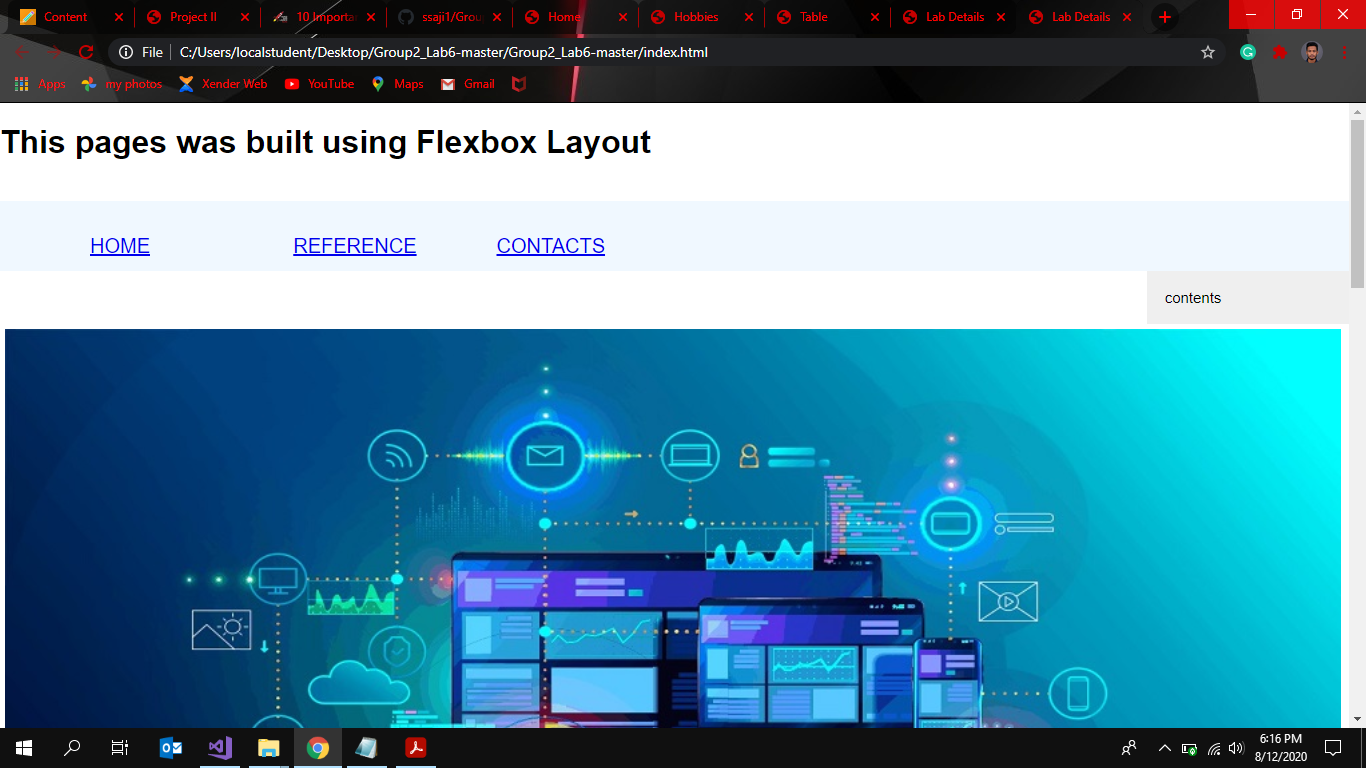 Content
Project II
10 Importa
ssaji1/Grou
Home
Hobbies
Table
Lab Details
Lab Details
File
C:/Users/localstudent/Desktop/Group2_Lab6-master/Group2_Lab6-master/index.html
Apps
my photos
Xender Web
YouTube
Maps
Gmail
This pages was built using Flexbox Layout
HOME
REFERENCE
CONTACTS
contents
6:16 PM
8/12/2020